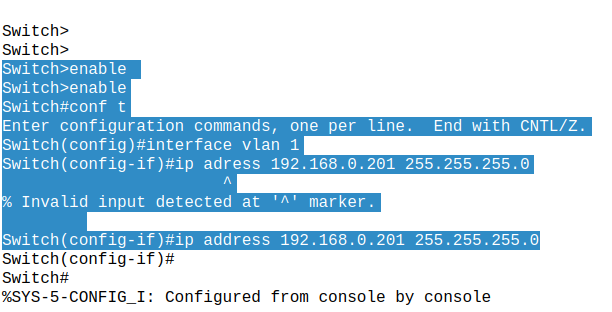 Switch>
Switch>
Switch>enable
Switch>enable
Switch#conf t
Enter configuration commands, one per line.  End with CNTL/Z.
Switch(config)#interface vlan 1
Switch(config-if)#ip adress 192.168.0.201 255.255.255.0
                       ^
% Invalid input detected at '^' marker.
Switch(config-if)#ip address 192.168.0.201 255.255.255.0
Switch(config-if)#
Switch#
%SYS-5-CONFIG_I: Configured from console by console